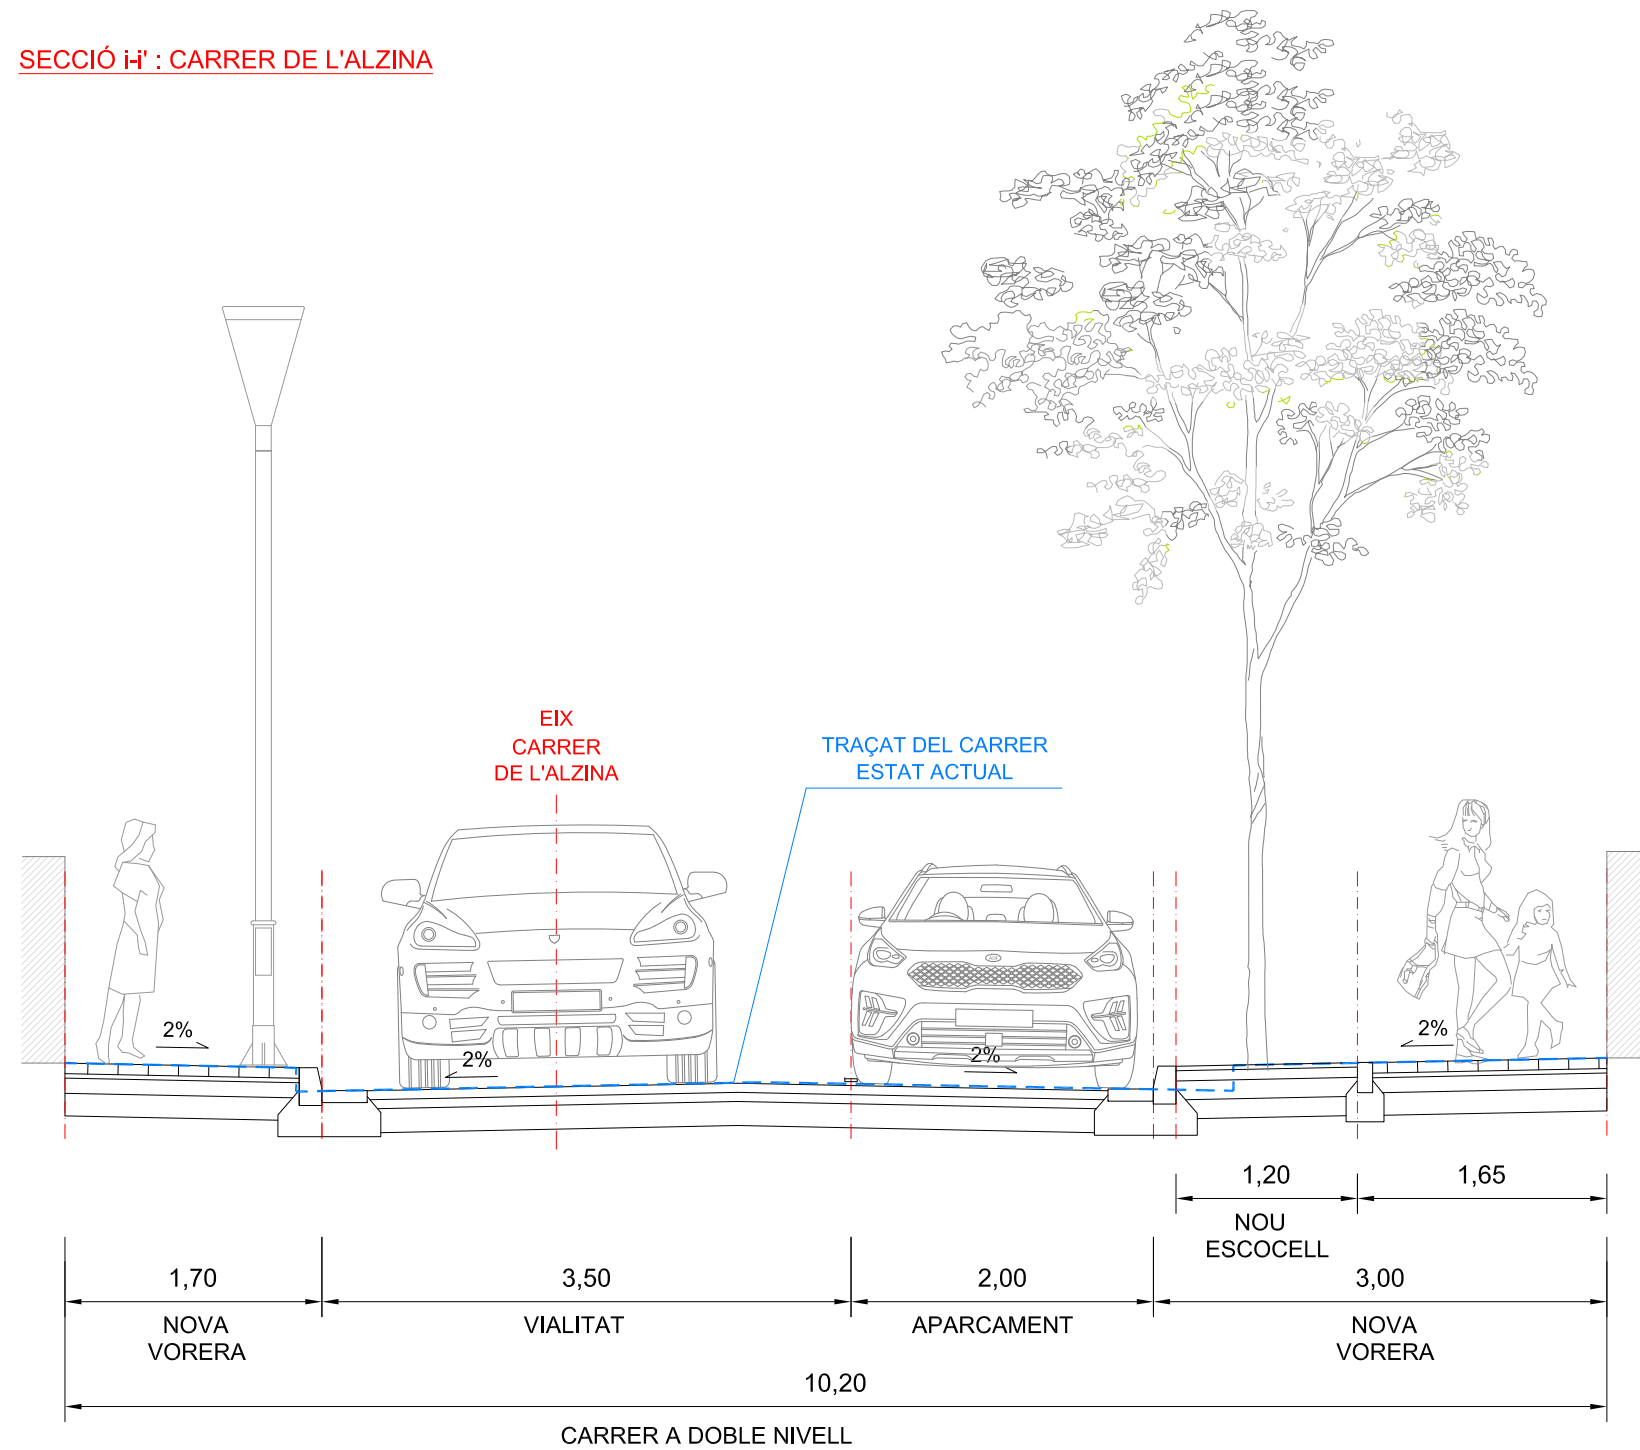 SECCIÓ i-i' : CARRER DE L'ALZINA
EIX
CARRER
DE L'ALZINA
TRAÇAT DEL CARRER
ESTAT ACTUAL
2%
2%
2%
2%
1,20
1,65
NOU
ESCOCELL
1,70
3,50
2,00
3,00
NOVA
VORERA
VIALITAT
APARCAMENT
NOVA
VORERA
10,20
CARRER A DOBLE NIVELL